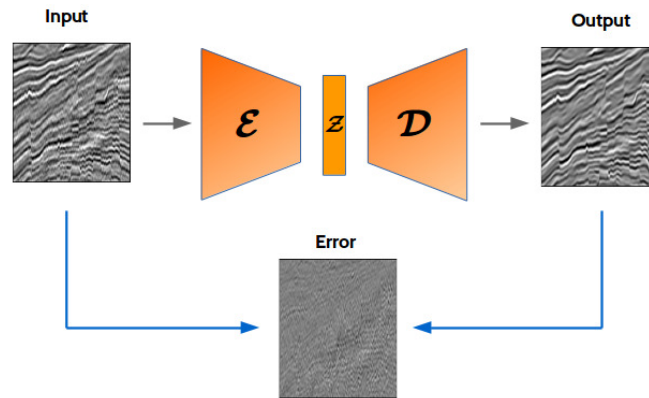 Input
Output
ℰ
𝓏
𝒟
Error